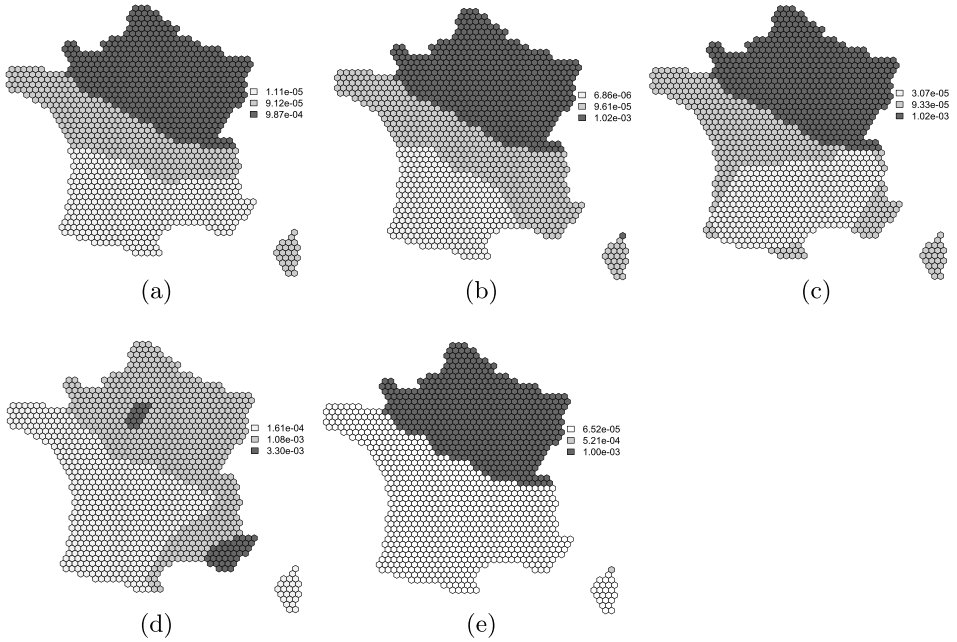 1.11e-05
9.12e-05
9.87e-04
(a)
6.86e-06
9.61e-05
1.02e-03
(b)
3.07e-05
9.33e-05
1.02e-03
(c)
1.61e-04
1.08e-03
3.30e-03
(d)
6.52e-05
5.21e-04
1.00e-03
(e)